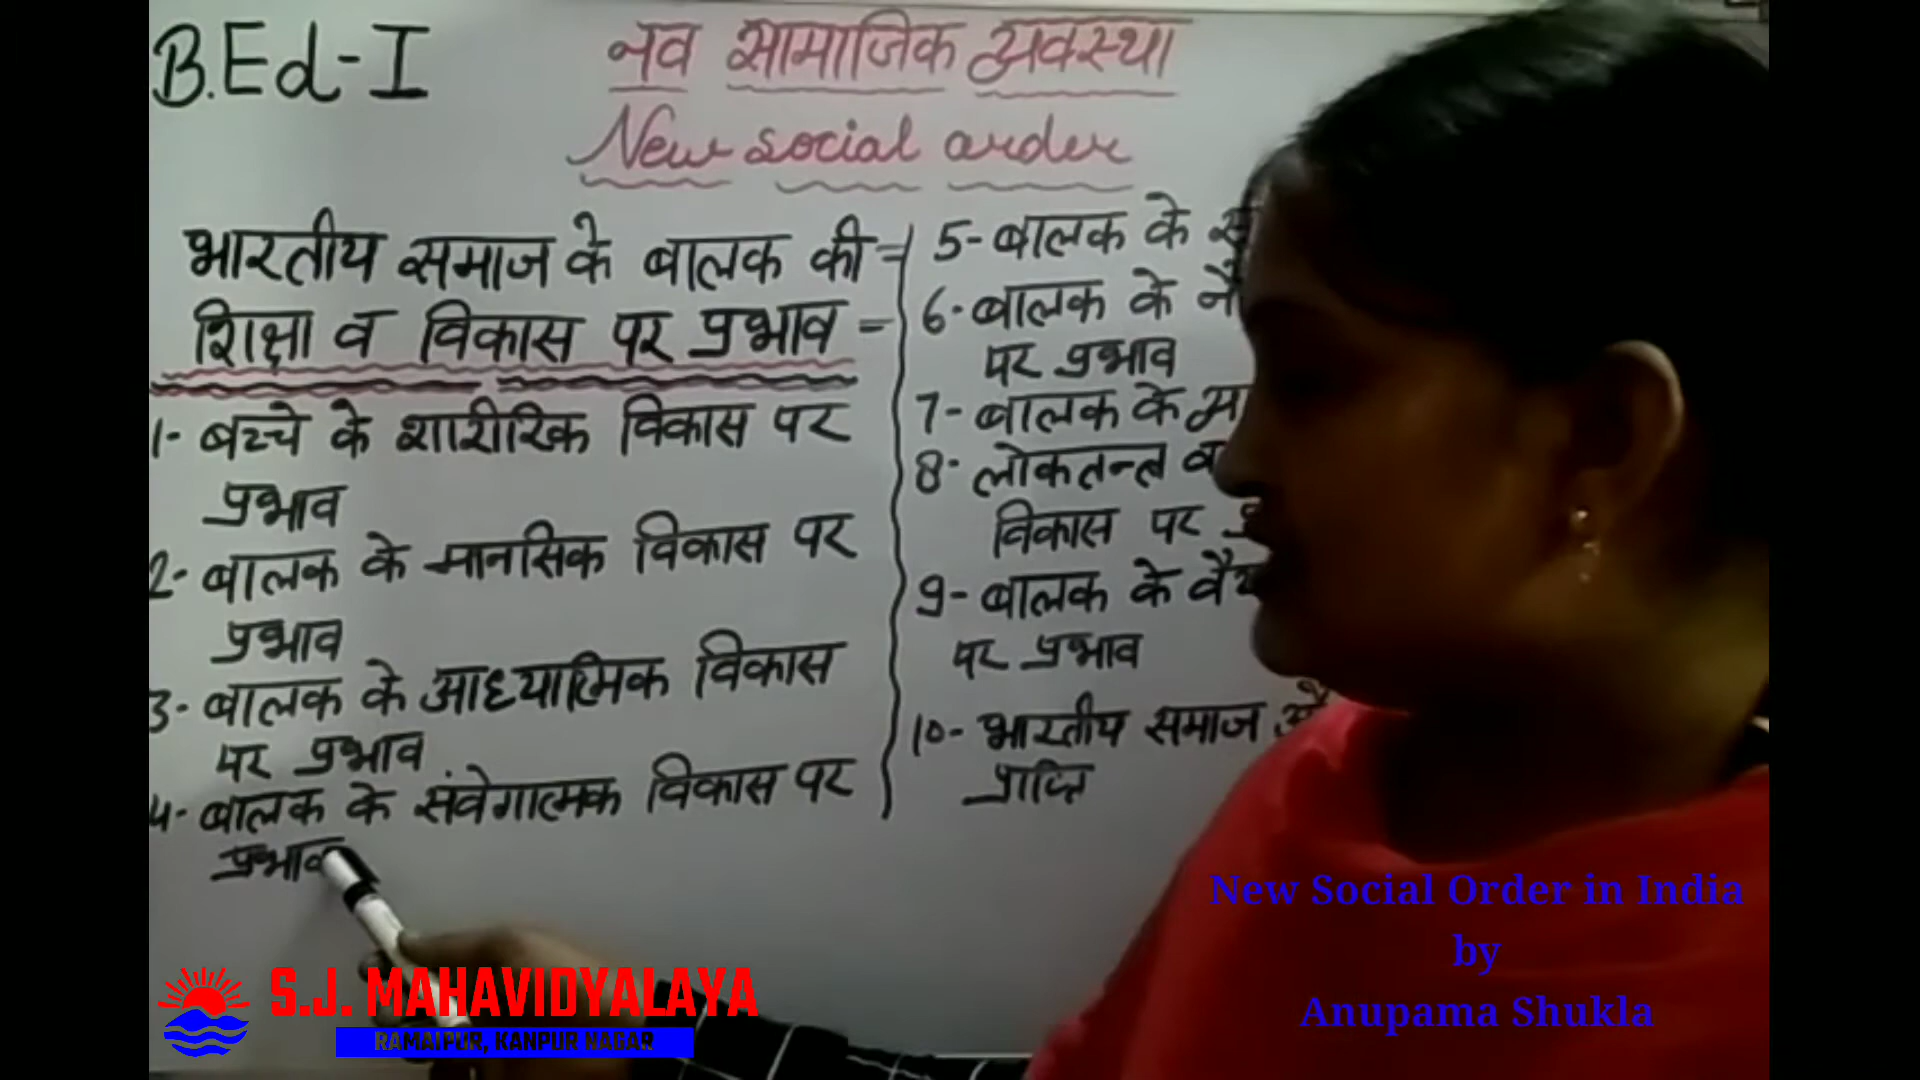 B.Ed-I
नव सामाजिक व्यवस्था
New social order
भारतीय समाज के बालक की =
शिक्षा व विकास पर प्रभाव -
1- बच्चे के शारीरिक विकास पर
प्रभाव
2- बालक के मानसिक विकास पर
प्रभाव
3- बालक के आध्यात्मिक विकास
पर प्रभाव
4- बालक के संवेगात्मक विकास पर
प्रभाव
5- बालक के
6- बालक के
पर प्रभाव
7- बालक के
8- लोकतन्त्र
विकास पर
9- बालक के
पर प्रभाव
10- भारतीय समाज
प्राप्ति
New Social Order in India
by
Anupama Shukla
S.J. MAHAVIDYALAYA
RAMAIPUR, KANPUR NAGAR